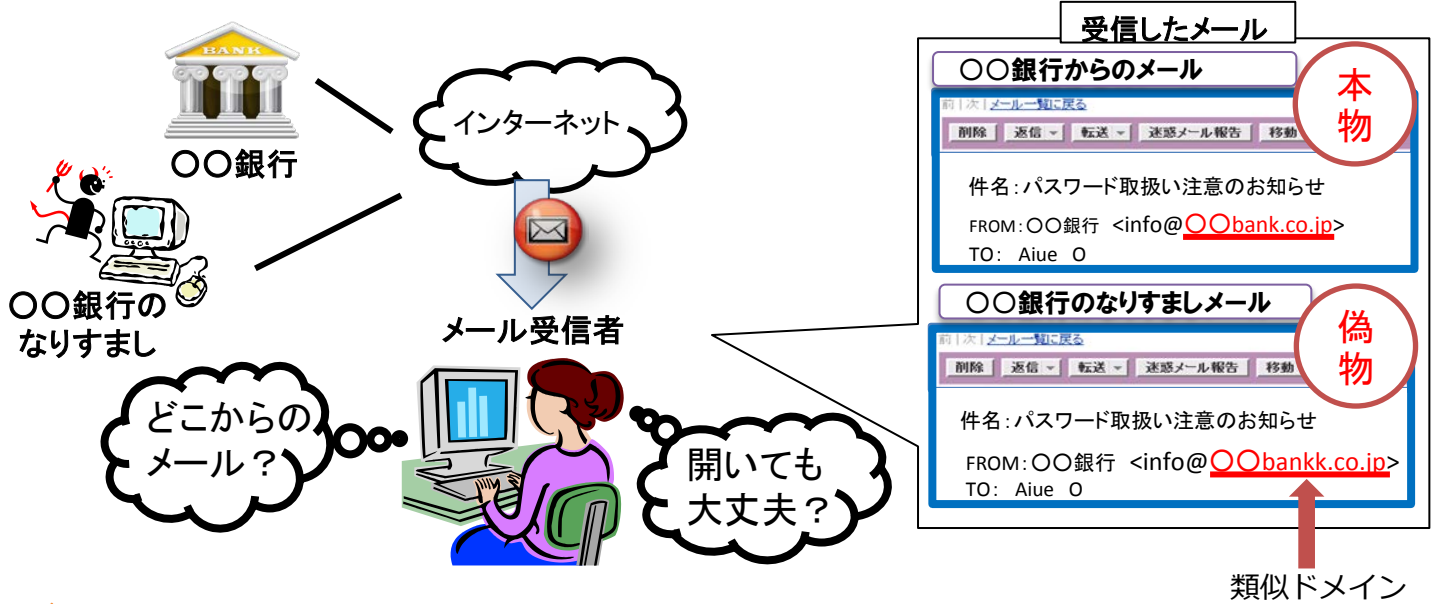 BANK
〇〇銀行
インターネット
〇〇銀行の
なりすまし
メール受信者
どこからの
メール？
開いても
大丈夫？
受信したメール
〇〇銀行からのメール
本物
前 | 次 | メール一覧に戻る
削除 返信 転送 迷惑メール報告 移動
件名：パスワード取扱い注意のお知らせ
FROM：〇〇銀行 <info@〇〇bank.co.jp>
TO： Aiue O
〇〇銀行のなりすましメール
偽物
前 | 次 | メール一覧に戻る
削除 返信 転送 迷惑メール報告 移動
件名：パスワード取扱い注意のお知らせ
FROM：〇〇銀行 <info@〇〇bankk.co.jp>
TO： Aiue O
類似ドメイン